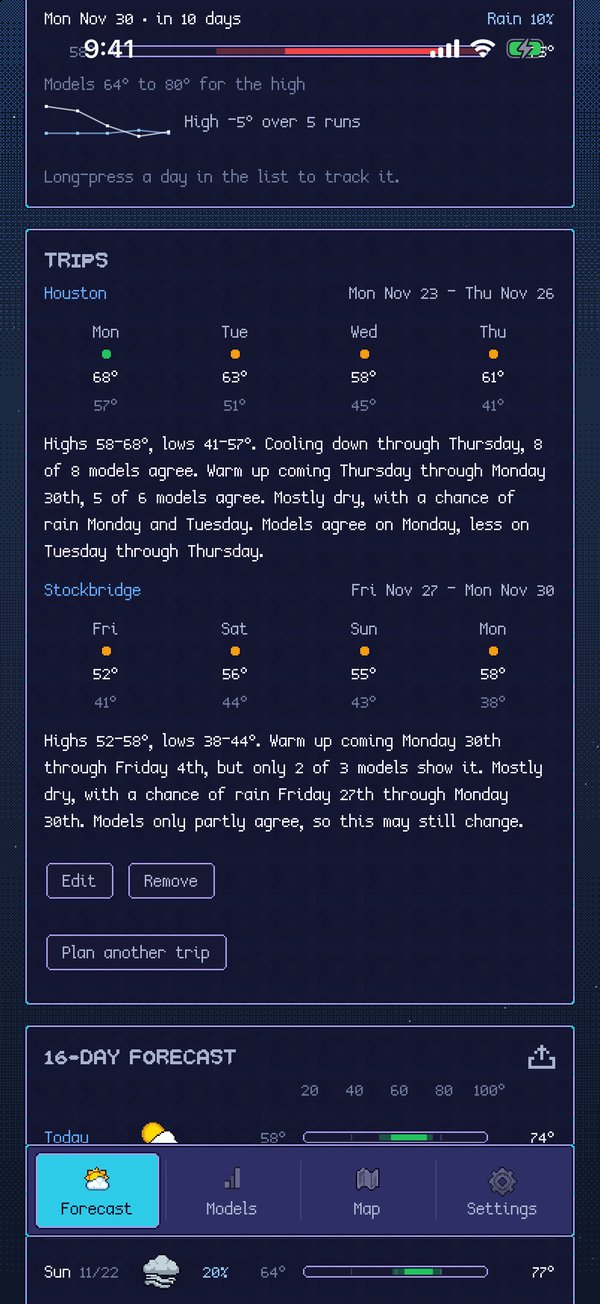 Mon Nov 30 · in 10 days Rain 10%
9:41
Models 64° to 80° for the high
High -5° over 5 runs
Long-press a day in the list to track it.
TRIPS
Houston Mon Nov 23 - Thu Nov 26
Mon Tue Wed Thu
68° 63° 58° 61°
57° 51° 45° 41°
Highs 58-68°, lows 41-57°. Cooling down through Thursday, 8
of 8 models agree. Warm up coming Thursday through Monday
30th, 5 of 6 models agree. Mostly dry, with a chance of
rain Monday and Tuesday. Models agree on Monday, less on
Tuesday through Thursday.
Stockbridge Fri Nov 27 - Mon Nov 30
Fri Sat Sun Mon
52° 56° 55° 58°
41° 44° 43° 38°
Highs 52-58°, lows 38-44°. Warm up coming Monday 30th
through Friday 4th, but only 2 of 3 models show it. Mostly
dry, with a chance of rain Friday 27th through Monday
30th. Models only partly agree, so this may still change.
Edit Remove
Plan another trip
16-DAY FORECAST
20 40 60 80 100°
Today 58° 74°
Forecast Models Map Settings
Sun 11/22 20% 64° 77°